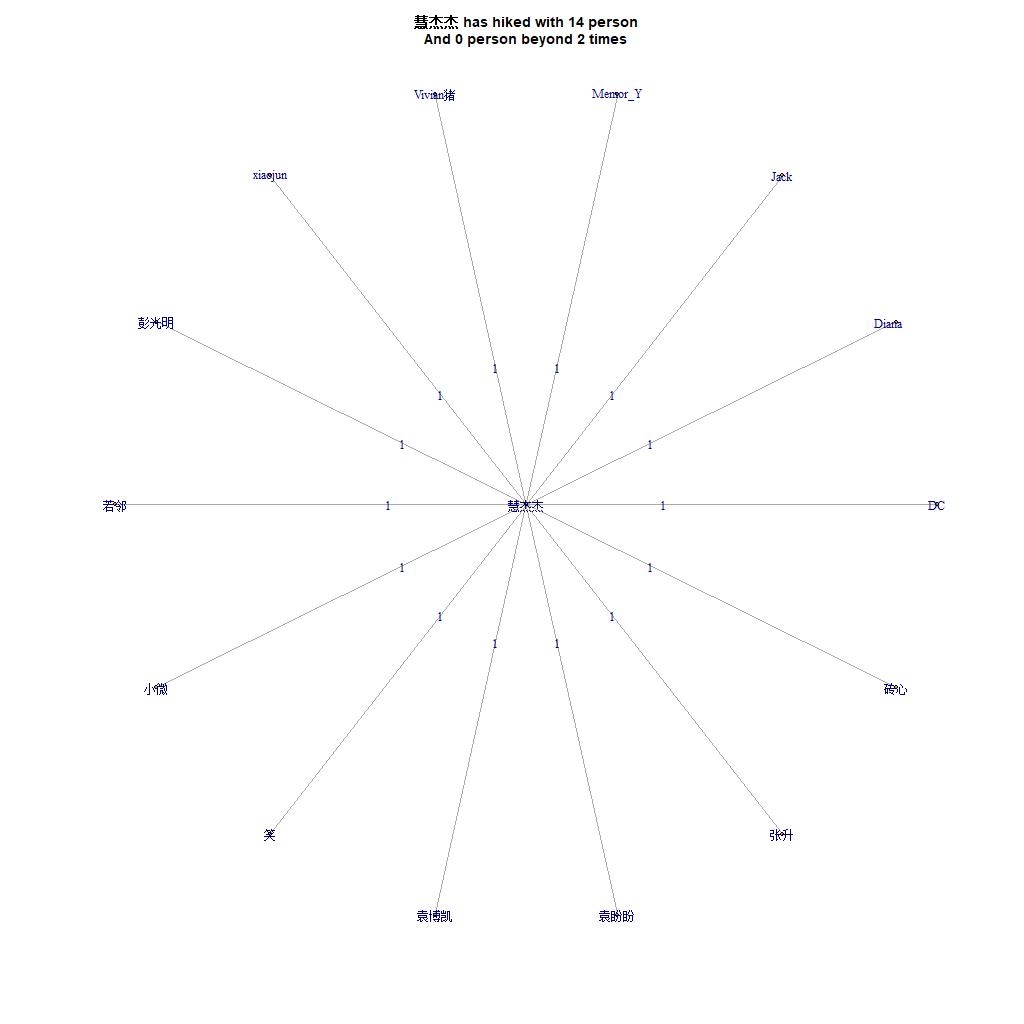 慧杰杰 has hiked with 14 person
And 0 person beyond 2 times
Vivian猪
Memor_Y
xiaojun
Jack
彭光明
Diana
1
1
1
1
1
1
若邻
1
慧杰杰
1
DC
1
1
1
1
1
1
小微
砖心
笑
张升
袁博凯
袁盼盼